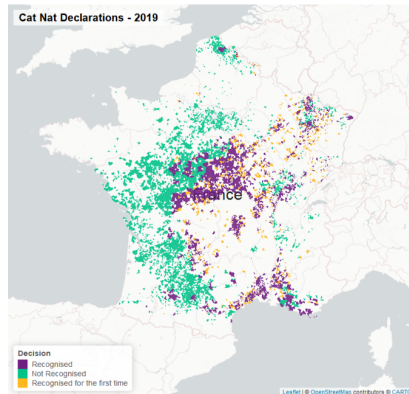 Cat Nat Declarations - 2019
France
Decision
Recognised
Not Recognised
Recognised for the first time
Leaflet | © OpenStreetMap contributors © CARTO